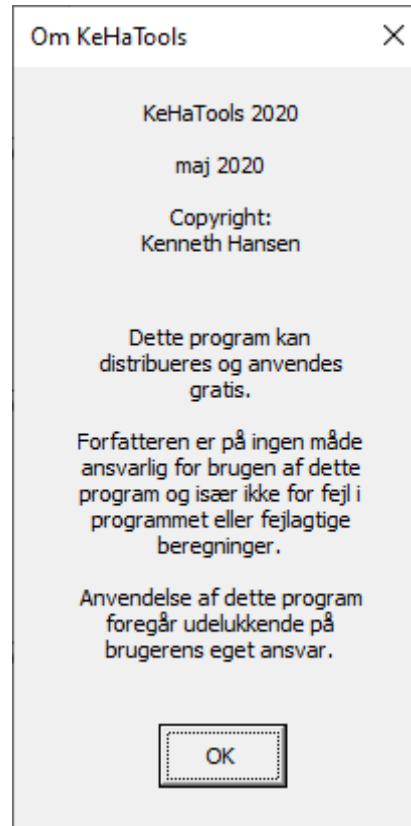 Om KeHaTools
KeHaTools 2020
maj 2020
Copyright:
Kenneth Hansen
Dette program kan
distribueres og anvendes
gratis.
Forfatteren er på ingen måde
ansvarlig for brugen af dette
program og især ikke for fejl i
programmet eller fejlagtige
beregninger.
Anvendelse af dette program
foregår udelukkende på
brugerens eget ansvar.
OK